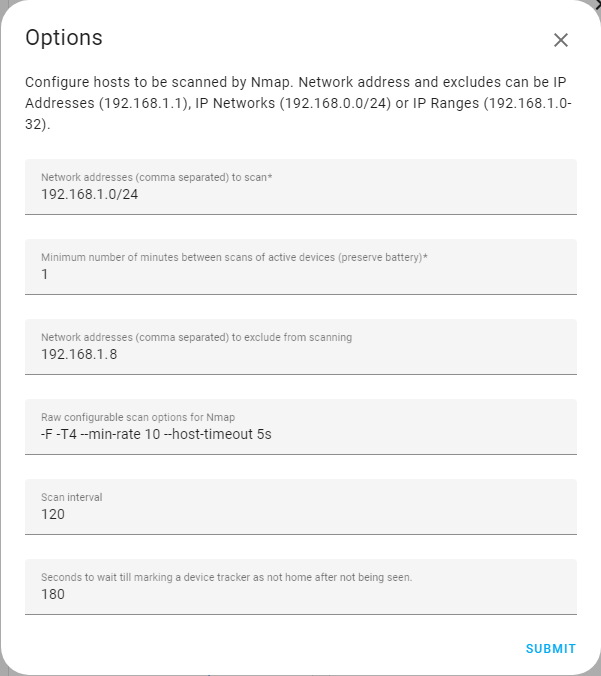 Options
Configure hosts to be scanned by Nmap. Network address and excludes can be IP
Addresses (192.168.1.1), IP Networks (192.168.0.0/24) or IP Ranges (192.168.1.0-
32).
Network addresses (comma separated) to scan*
192.168.1.0/24
Minimum number of minutes between scans of active devices (preserve battery)*
1
Network addresses (comma separated) to exclude from scanning
192.168.1.8
Raw configurable scan options for Nmap
-F -T4 --min-rate 10 --host-timeout 5s
Scan interval
120
Seconds to wait till marking a device tracker as not home after not being seen.
180
SUBMIT